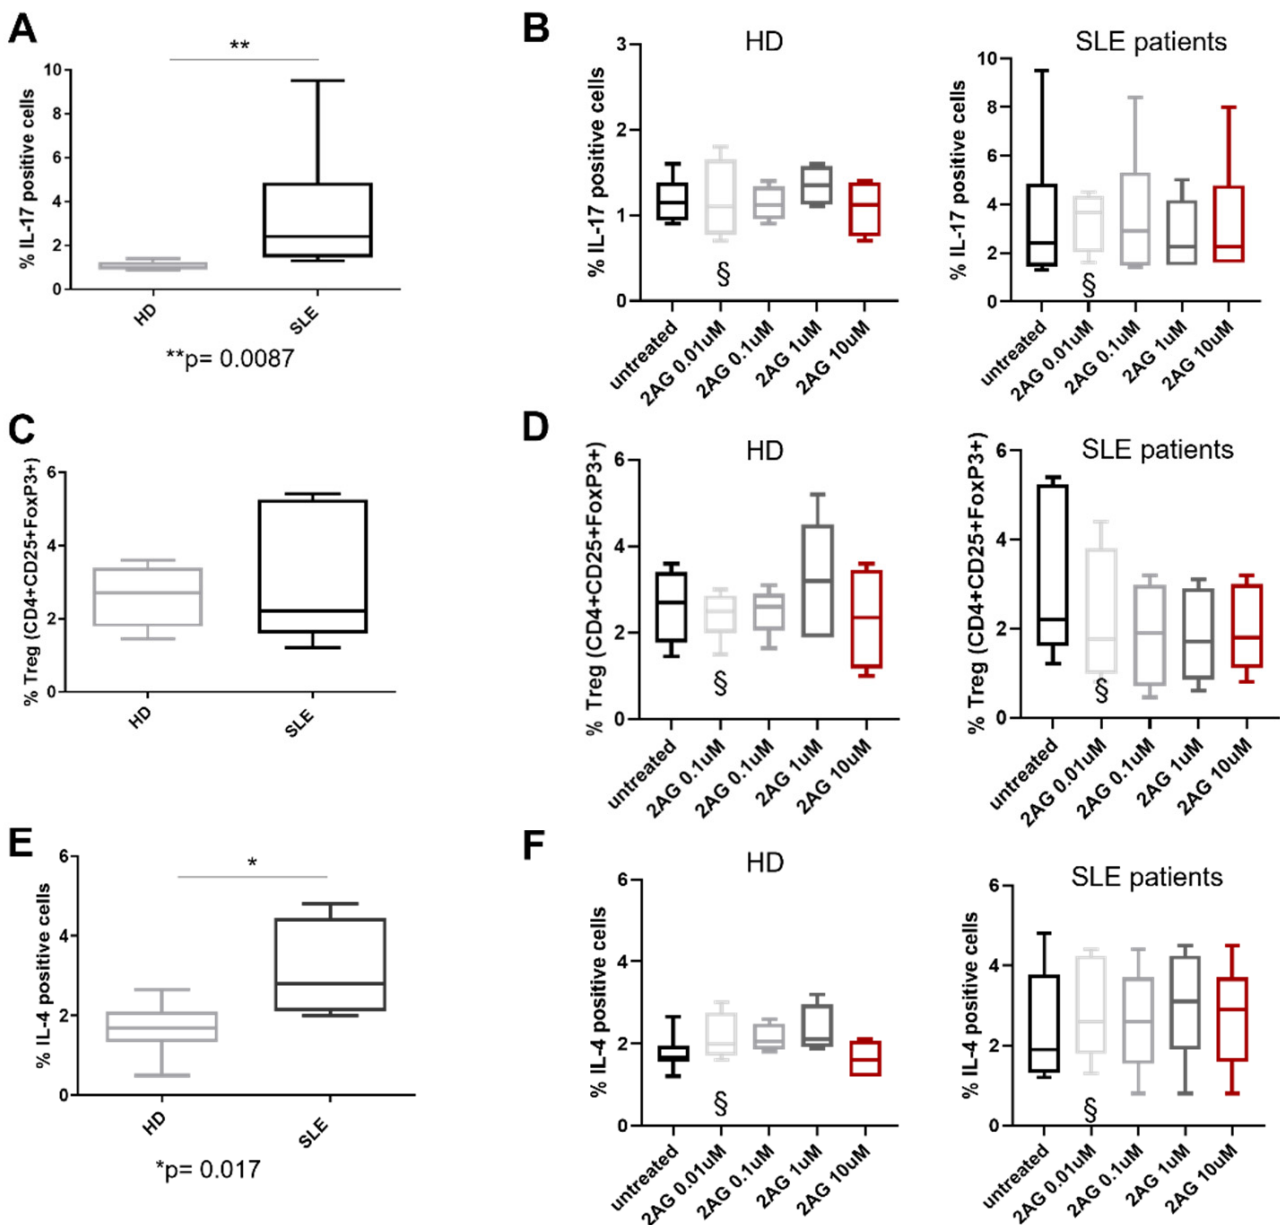 A
**
% IL-17 positive cells
10
8
6
4
2
0
HD
SLE
**p= 0.0087
B
HD
% IL-17 positive cells
3
2
1
0
§
untreated
2AG 0.01uM
2AG 0.1uM
2AG 1uM
2AG 10uM
SLE patients
% IL-17 positive cells
10
8
6
4
2
0
§
untreated
2AG 0.01uM
2AG 0.1uM
2AG 1uM
2AG 10uM
C
% Treg (CD4+CD25+FoxP3+)
6
4
2
0
HD
SLE
D
HD
% Treg (CD4+CD25+FoxP3+)
6
4
2
0
§
untreated
2AG 0.1uM
2AG 0.1uM
2AG 1uM
2AG 10uM
SLE patients
% Treg (CD4+CD25+FoxP3+)
6
4
2
0
§
untreated
2AG 0.01uM
2AG 0.1uM
2AG 1uM
2AG 10uM
E
*
% IL-4 positive cells
6
4
2
0
HD
SLE
*p= 0.017
F
HD
% IL-4 positive cells
6
4
2
0
§
untreated
2AG 0.01uM
2AG 0.1uM
2AG 1uM
2AG 10uM
SLE patients
% IL-4 positive cells
6
4
2
0
§
untreated
2AG 0.01uM
2AG 0.1uM
2AG 1uM
2AG 10uM